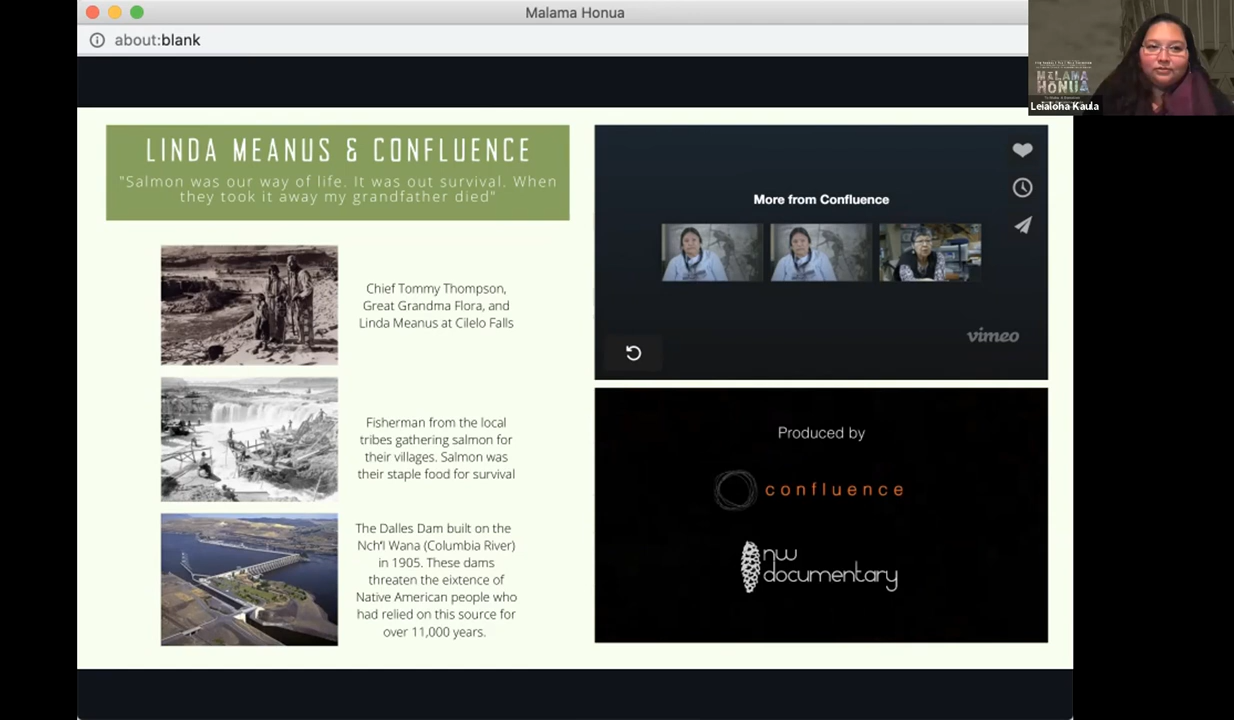 Malama Honua
about:blank
MĀLAMA
HONUA
Leialoha Kaula
LINDA MEANUS & CONFLUENCE
"Salmon was our way of life. It was out survival. When
they took it away my grandfather died"
Chief Tommy Thompson,
Great Grandma Flora, and
Linda Meanus at Cilelo Falls
Fisherman from the local
tribes gathering salmon for
their villages. Salmon was
their staple food for survival
The Dalles Dam built on the
Nch'I Wana (Columbia River)
in 1905. These dams
threaten the eixtence of
Native American people who
had relied on this source for
over 11,000 years.
More from Confluence
vimeo
Produced by
confluence
nw
documentary